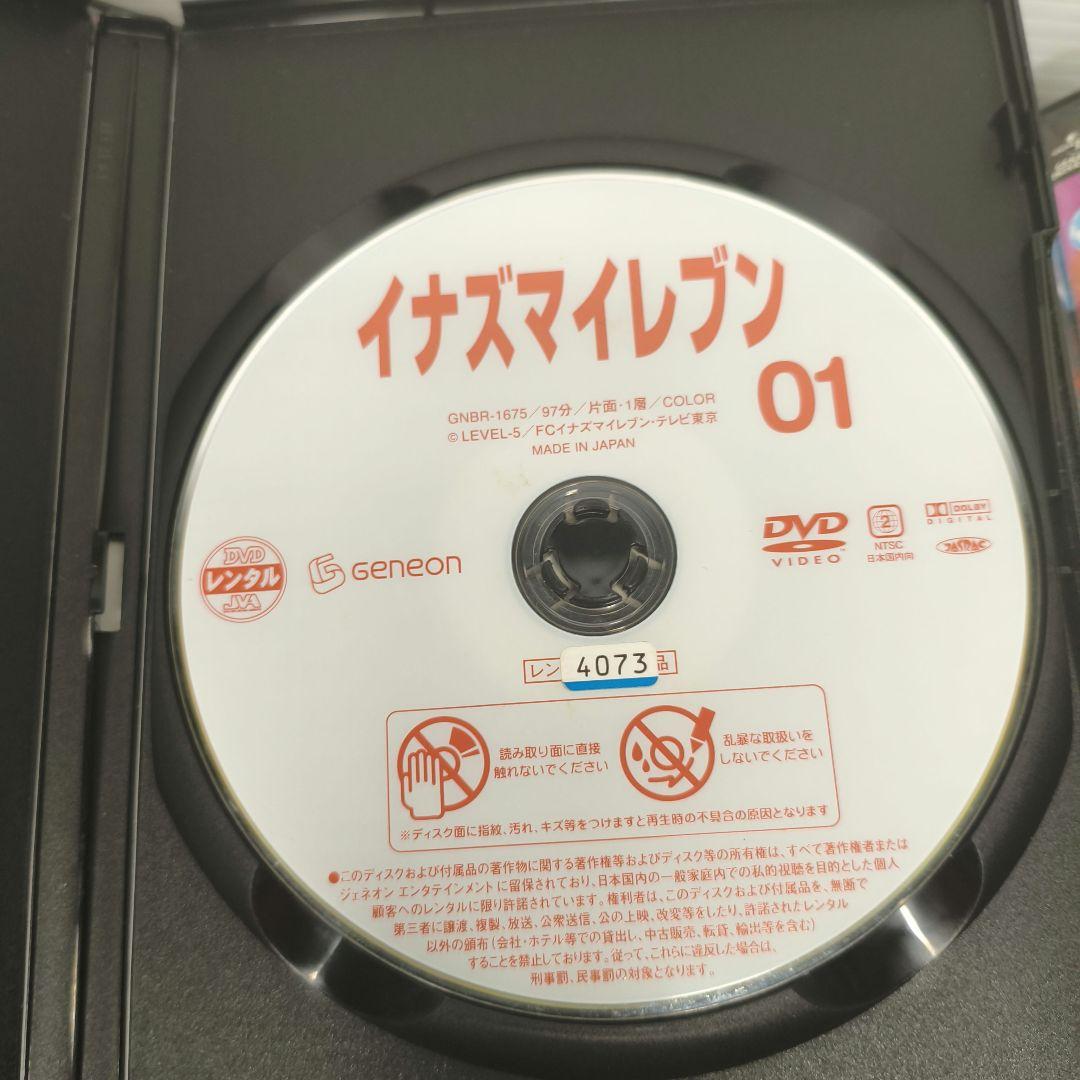 イナズマイレブン
01
GNBR-1675／97分／片面・1層／COLOR
© LEVEL-5／FCイナズマイレブン・テレビ東京
MADE IN JAPAN
DVD
レンタル
JVA
GENEON
DVD
VIDEO
2
NTSC
日本国内向
DOLBY
DIGITAL
JASRAC
レン
4073
品
読み取り面に直接
触れないでください
乱暴な取扱いを
しないでください
※ディスク面に指紋、汚れ、キズ等をつけますと再生時の不具合の原因となります
●このディスクおよび付属品の著作物に関する著作権等およびディスク等の所有権は、すべて著作権者または
ジェネオン エンタテインメントに留保されており、日本国内の一般家庭内での私的視聴を目的とした個人
顧客へのレンタルに限り許諾されています。権利者は、このディスクおよび付属品を、無断で
第三者に譲渡、複製、放送、公衆送信、公の上映、改変等をしたり、許諾されたレンタル
以外の頒布（会社・ホテル等での貸出し、中古販売、転貸、輸出等を含む）
することを禁止しております。従って、これらに違反した場合は、
刑事罰、民事罰の対象となります。